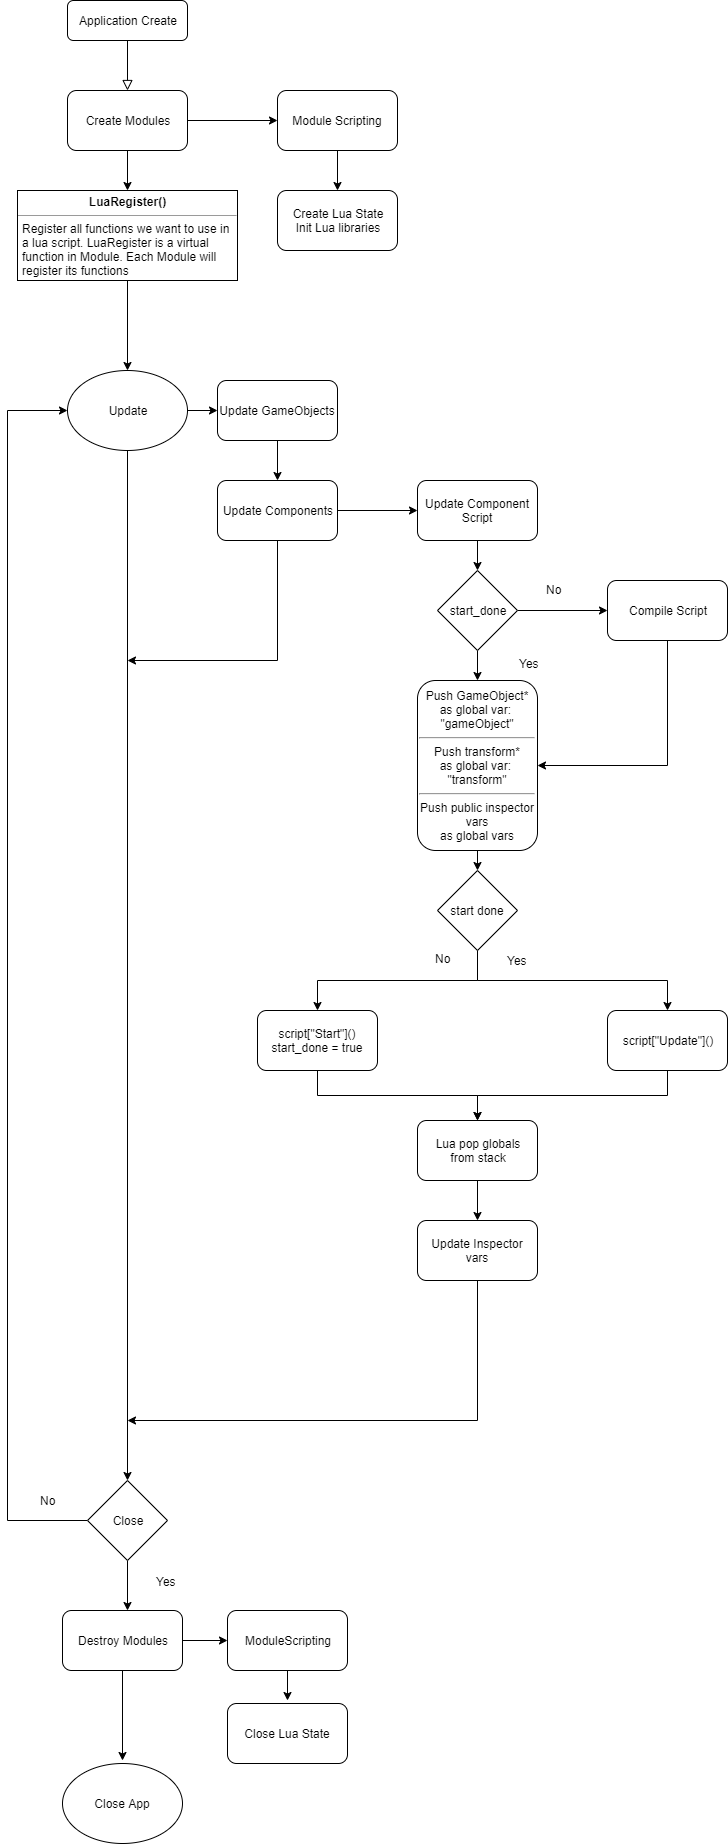 Application Create
Create Modules
Module Scripting
LuaRegister()
Register all functions we want to use in
a lua script. LuaRegister is a virtual
function in Module. Each Module will
register its functions
Create Lua State
Init Lua libraries
Update
Update GameObjects
Update Components
Update Component
Script
start_done
No
Compile Script
Yes
Push GameObject*
as global var:
"gameObject"
Push transform*
as global var:
"transform"
Push public inspector
vars
as global vars
start done
No
Yes
script["Start"]()
start_done = true
script["Update"]()
Lua pop globals
from stack
Update Inspector
vars
No
Close
Yes
Destroy Modules
ModuleScripting
Close Lua State
Close App